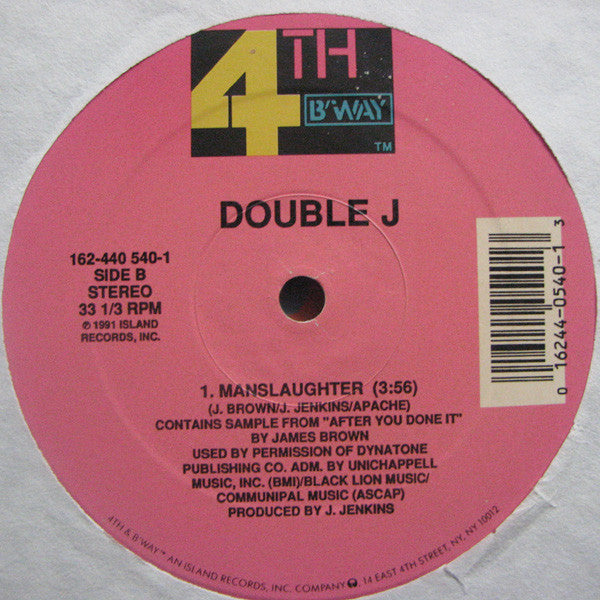 4TH
B'WAY
TM
DOUBLE J
162-440 540-1
SIDE B
STEREO
33 1/3 RPM
℗ 1991 ISLAND
RECORDS, INC.
0 16244-0540-1 3
1. MANSLAUGHTER (3:56)
(J. BROWN/J. JENKINS/APACHE)
CONTAINS SAMPLE FROM "AFTER YOU DONE IT"
BY JAMES BROWN
USED BY PERMISSION OF DYNATONE
PUBLISHING CO. ADM. BY UNICHAPPELL
MUSIC, INC. (BMI)/BLACK LION MUSIC/
COMMUNIPAL MUSIC (ASCAP)
PRODUCED BY J. JENKINS
4TH & B'WAY™ AN ISLAND RECORDS, INC. COMPANY, 14 EAST 4TH STREET, NY, NY 10012